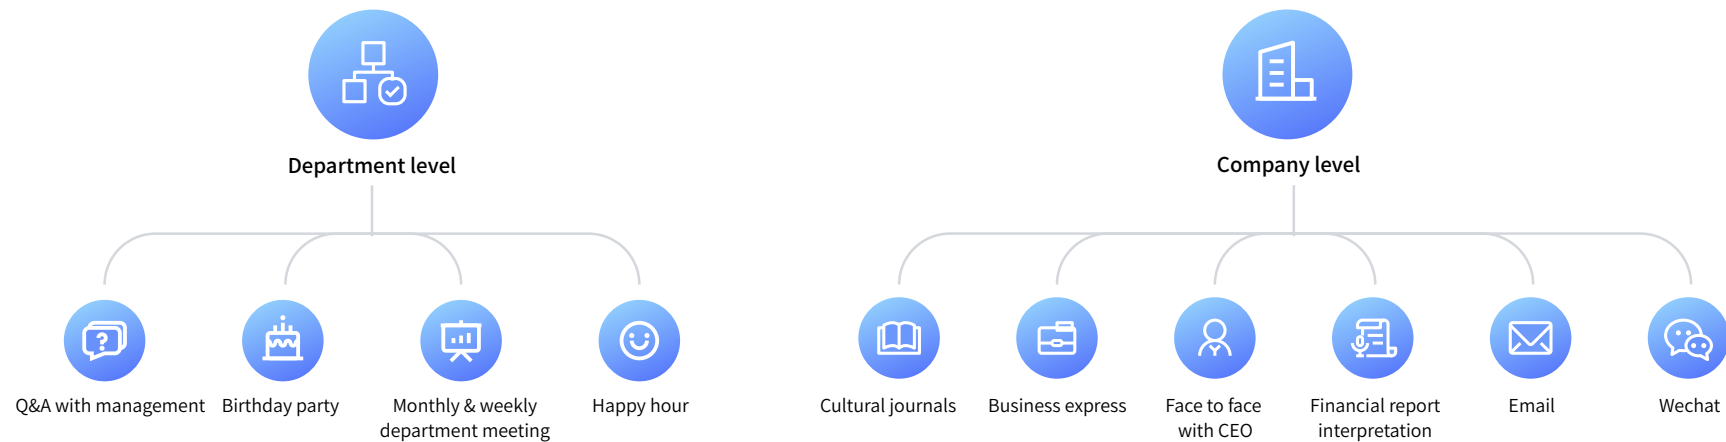 Department level
Q&A with management
Birthday party
Monthly & weekly
department meeting
Happy hour
Company level
Cultural journals
Business express
Face to face
with CEO
Financial report
interpretation
Email
Wechat